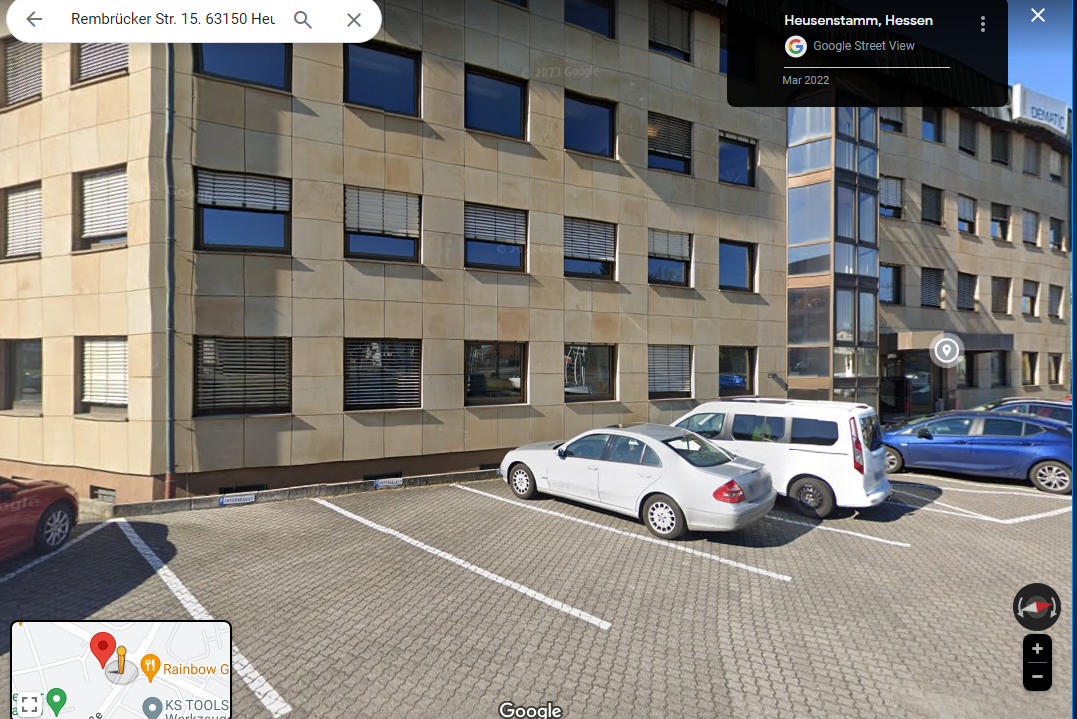 Rembrücker Str. 15. 63150 Heu
Heusenstamm, Hessen
Google Street View
Mar 2022
© 2023 Google
DEMATIC
Rainbow G
KS TOOLS
Werkzeug
Google